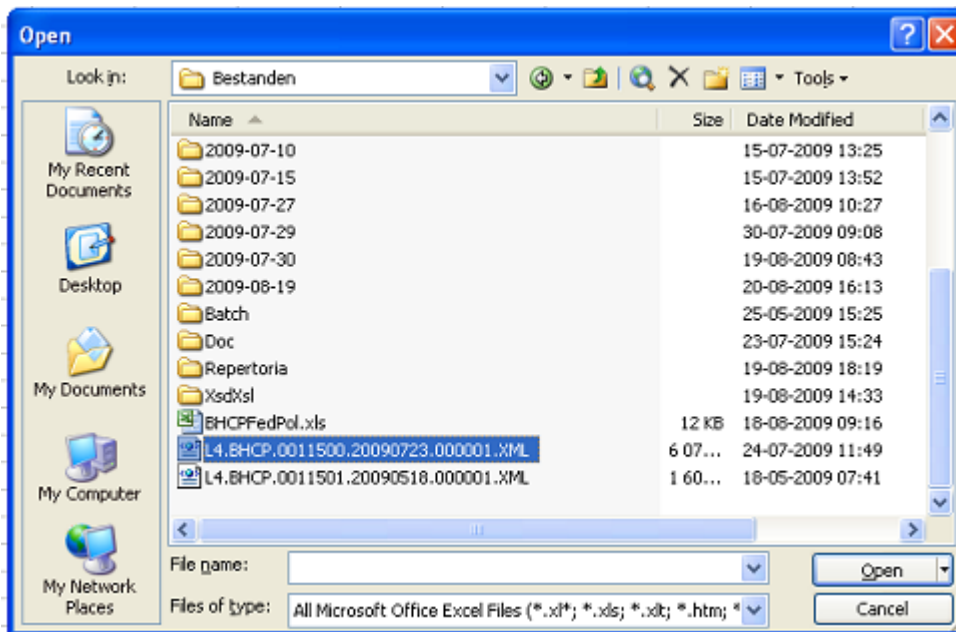 Open
Look in: Bestanden Tools
Name Size Date Modified
2009-07-10 15-07-2009 13:25
2009-07-15 15-07-2009 13:52
2009-07-27 16-08-2009 10:27
2009-07-29 30-07-2009 09:08
2009-07-30 19-08-2009 08:43
2009-08-19 20-08-2009 16:13
Batch 25-05-2009 15:25
Doc 23-07-2009 15:24
Repertoria 19-08-2009 18:19
XsdXsl 19-08-2009 14:33
BHCPFedPol.xls 12 KB 18-08-2009 09:16
L4.BHCP.0011500.20090723.000001.XML 6 07... 24-07-2009 11:49
L4.BHCP.0011501.20090518.000001.XML 1 60... 18-05-2009 07:41
My Recent
Documents
Desktop
My Documents
My Computer
My Network
Places
File name: Open
Files of type: All Microsoft Office Excel Files (*.xl*; *.xls; *.xlt; *.htm; * Cancel